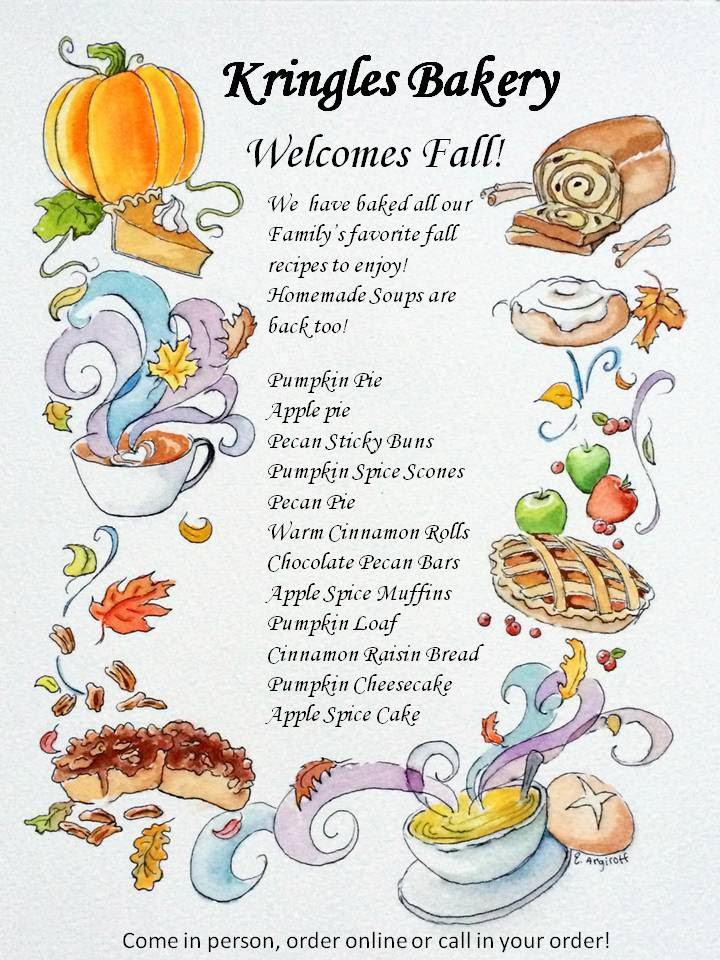 Kringles Bakery
Welcomes Fall!
We have baked all our
Family's favorite fall
recipes to enjoy!
Homemade Soups are
back too!
Pumpkin Pie
Apple pie
Pecan Sticky Buns
Pumpkin Spice Scones
Pecan Pie
Warm Cinnamon Rolls
Chocolate Pecan Bars
Apple Spice Muffins
Pumpkin Loaf
Cinnamon Raisin Bread
Pumpkin Cheesecake
Apple Spice Cake
E. Argiroff
Come in person, order online or call in your order!